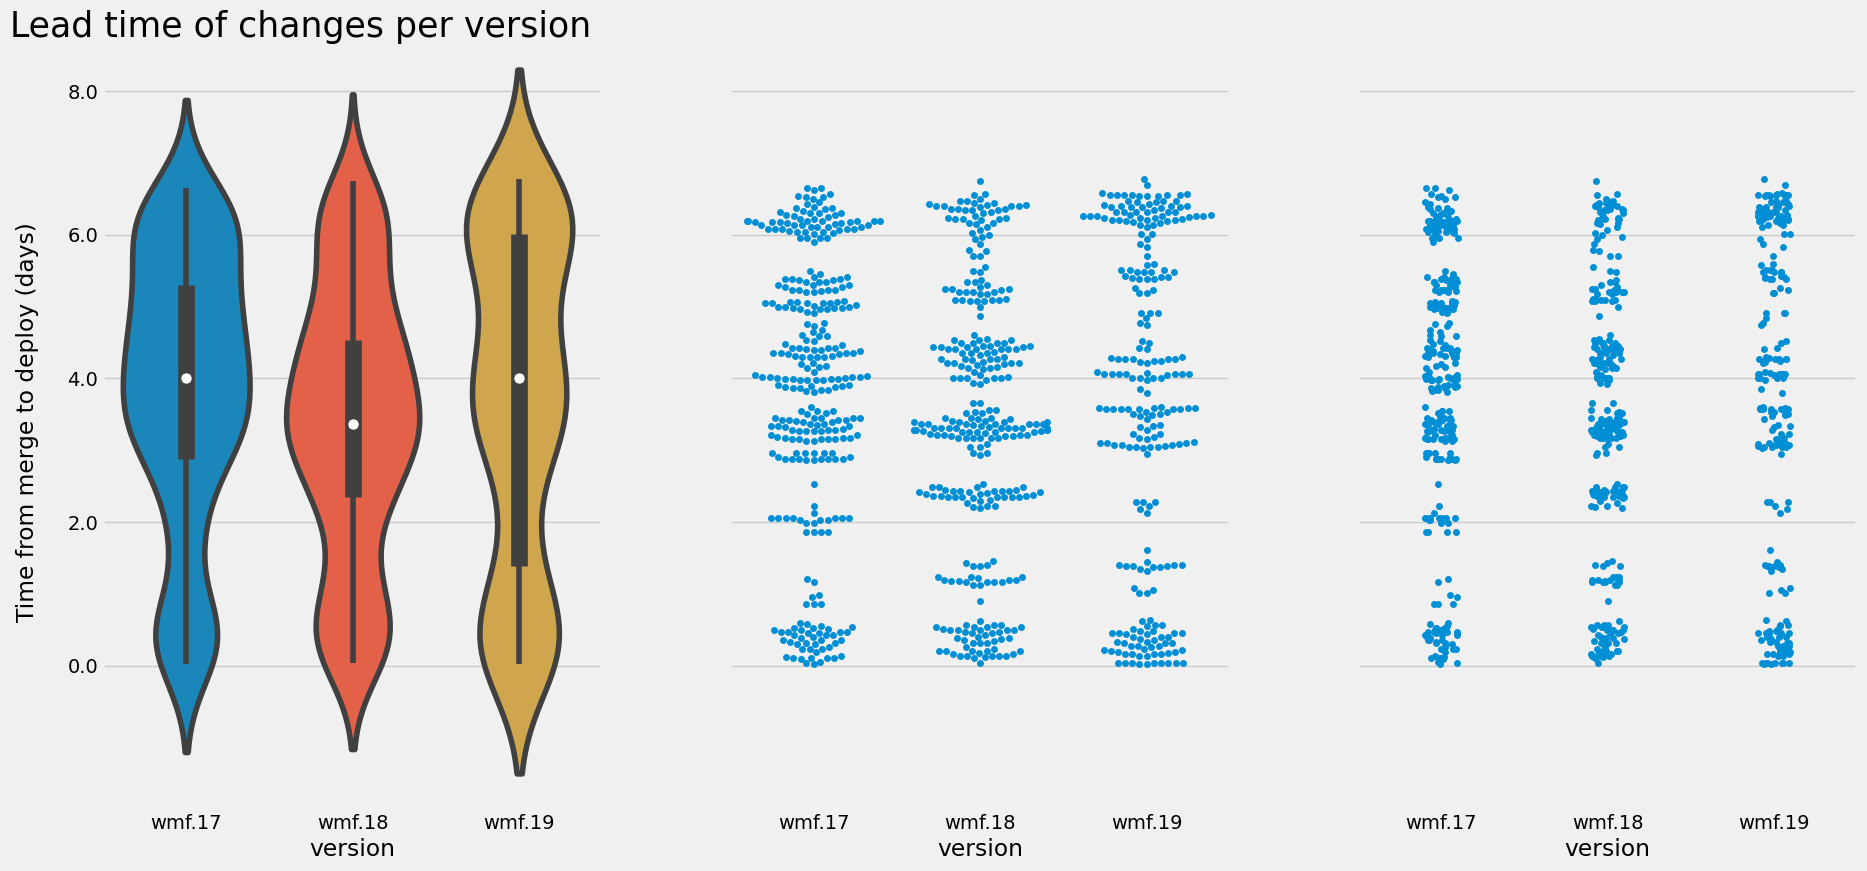 Lead time of changes per version
Time from merge to deploy (days)
8.0
6.0
4.0
2.0
0.0
wmf.17 wmf.18 wmf.19
version
wmf.17 wmf.18 wmf.19
version
wmf.17 wmf.18 wmf.19
version